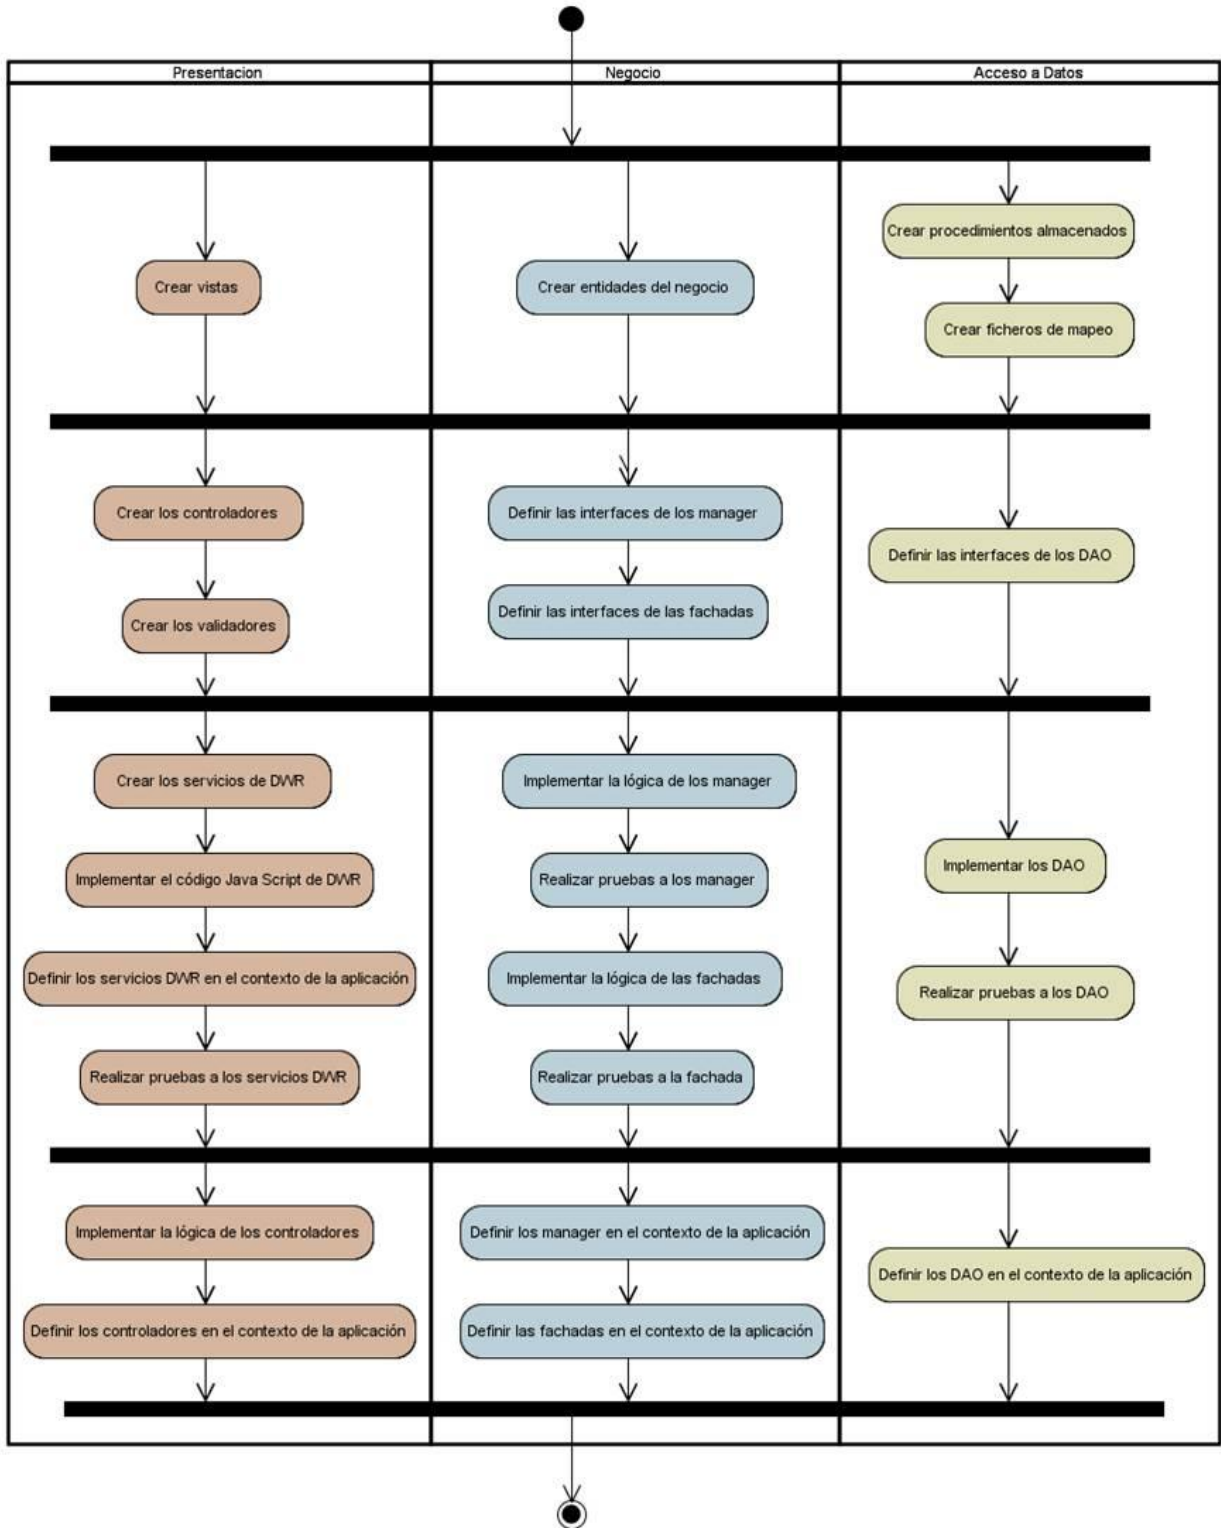 Presentacion
Negocio
Acceso a Datos
Crear procedimientos almacenados
Crear vistas
Crear entidades del negocio
Crear ficheros de mapeo
Crear los controladores
Definir las interfaces de los manager
Definir las interfaces de los DAO
Crear los validadores
Definir las interfaces de las fachadas
Crear los servicios de DWR
Implementar la lógica de los manager
Implementar el código Java Script de DWR
Realizar pruebas a los manager
Implementar los DAO
Definir los servicios DWR en el contexto de la aplicación
Implementar la lógica de las fachadas
Realizar pruebas a los DAO
Realizar pruebas a los servicios DWR
Realizar pruebas a la fachada
Implementar la lógica de los controladores
Definir los manager en el contexto de la aplicación
Definir los DAO en el contexto de la aplicación
Definir los controladores en el contexto de la aplicación
Definir las fachadas en el contexto de la aplicación